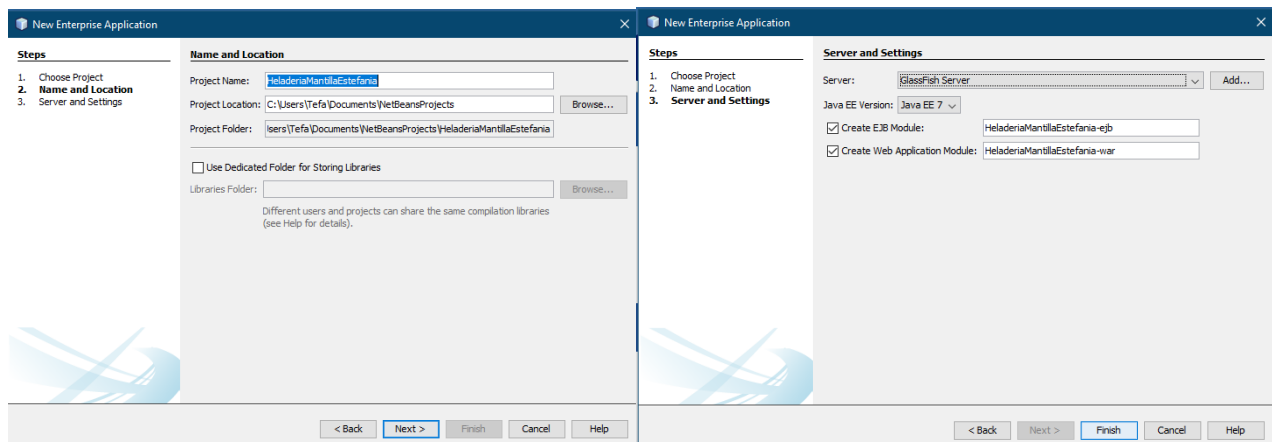 New Enterprise Application
Steps
1. Choose Project
2. Name and Location
3. Server and Settings
Name and Location
Project Name: HeladeriaMantillaEstefania
Project Location: C:\Users\Tefa\Documents\NetBeansProjects Browse...
Project Folder: lsers\Tefa\Documents\NetBeansProjects\HeladeriaMantillaEstefania
Use Dedicated Folder for Storing Libraries
Libraries Folder: Browse...
Different users and projects can share the same compilation libraries
(see Help for details).
< Back Next > Finish Cancel Help
New Enterprise Application
Steps
1. Choose Project
2. Name and Location
3. Server and Settings
Server and Settings
Server: GlassFish Server Add...
Java EE Version: Java EE 7
Create EJB Module: HeladeriaMantillaEstefania-ejb
Create Web Application Module: HeladeriaMantillaEstefania-war
< Back Next > Finish Cancel Help